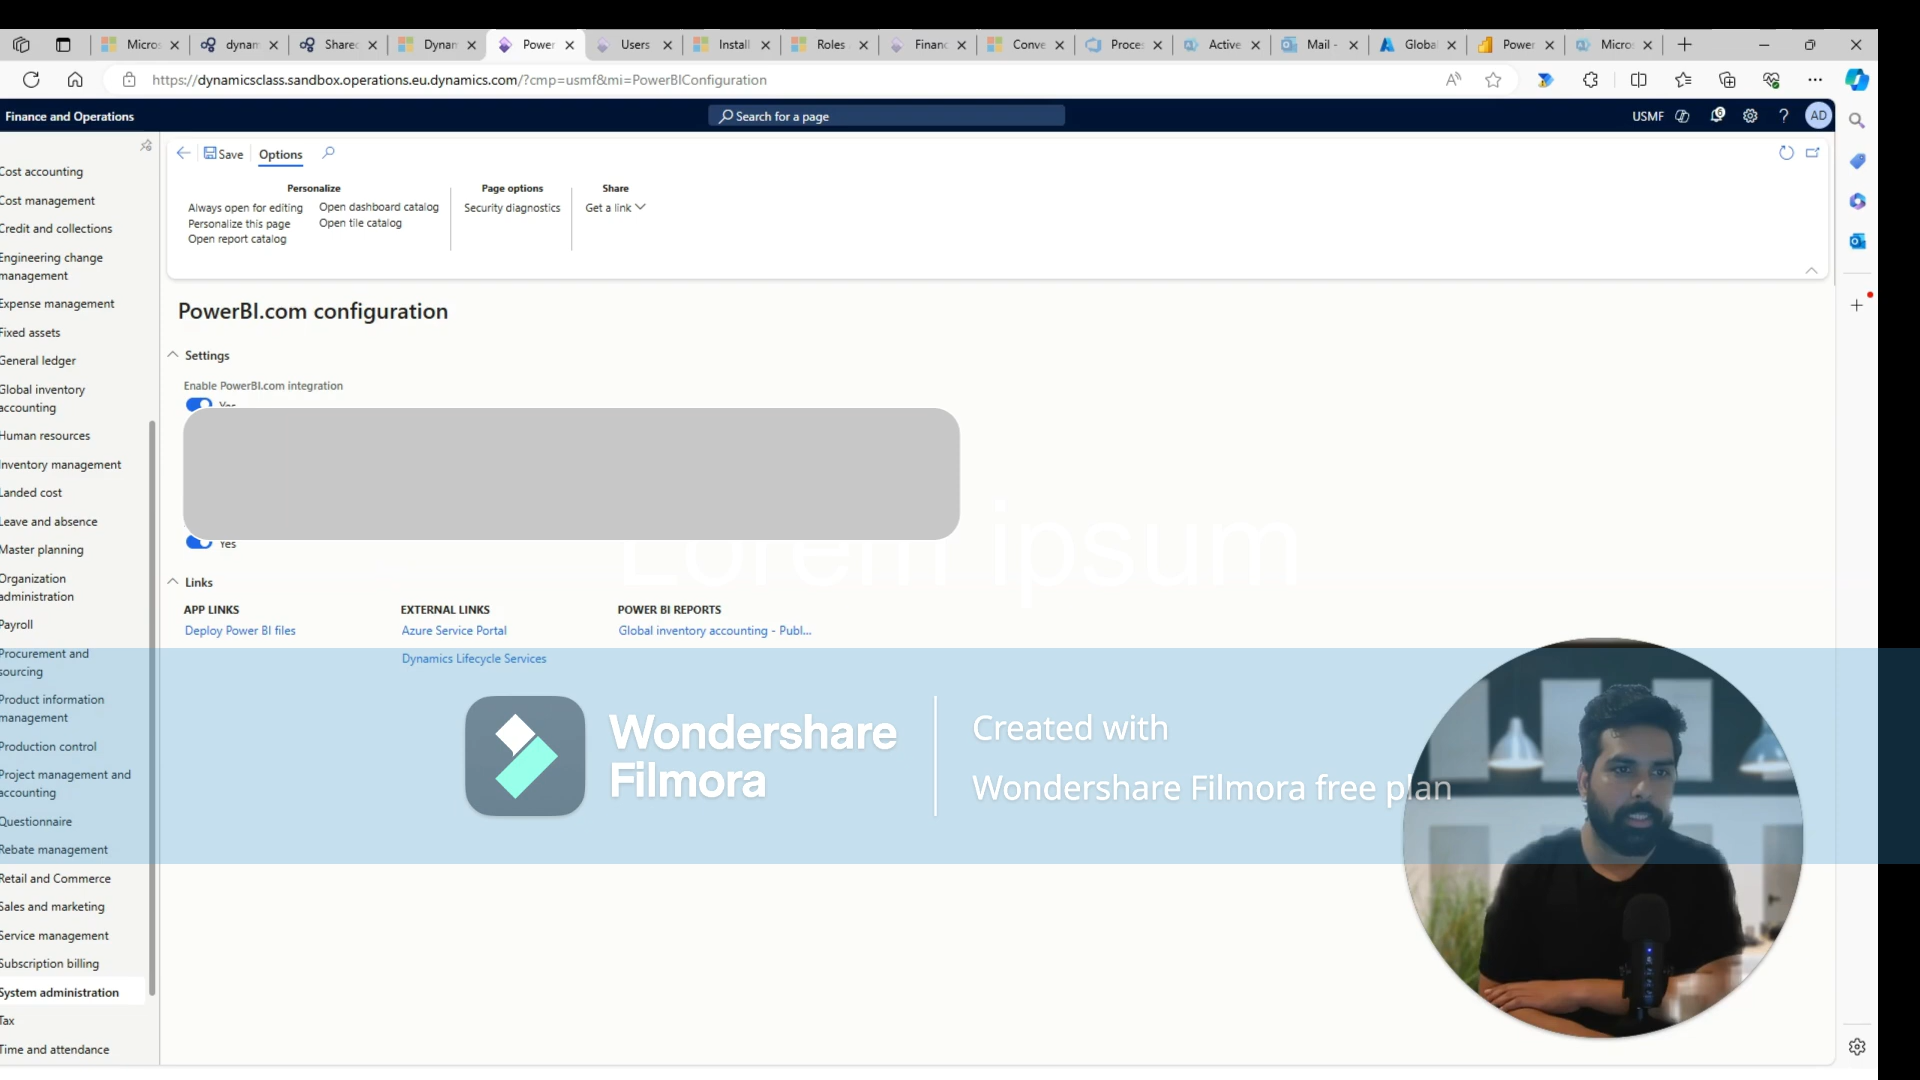 Micro
dynam
Share
Dynam
Power
Users
Install
Roles
Financ
Conve
Proce
Active
Mail -
Global
Power
Micro
https://dynamicsclass.sandbox.operations.eu.dynamics.com/?cmp=usmf&mi=PowerBIConfiguration
Finance and Operations
Search for a page
USMF
AD
Save
Options
Personalize
Page options
Share
Always open for editing
Open dashboard catalog
Security diagnostics
Get a link
Personalize this page
Open tile catalog
Open report catalog
Cost accounting
Cost management
Credit and collections
Engineering change
management
Expense management
Fixed assets
General ledger
Global inventory
accounting
Human resources
Inventory management
Landed cost
Leave and absence
Master planning
Organization
administration
Payroll
Procurement and
sourcing
Product information
management
Production control
Project management and
accounting
Questionnaire
Rebate management
Retail and Commerce
Sales and marketing
Service management
Subscription billing
System administration
Tax
Time and attendance
PowerBI.com configuration
Settings
Enable PowerBI.com integration
Yes
Yes
Lorem ipsum
Links
APP LINKS
EXTERNAL LINKS
POWER BI REPORTS
Deploy Power BI files
Azure Service Portal
Global inventory accounting - Publ...
Dynamics Lifecycle Services
Wondershare
Filmora
Created with
Wondershare Filmora free plan